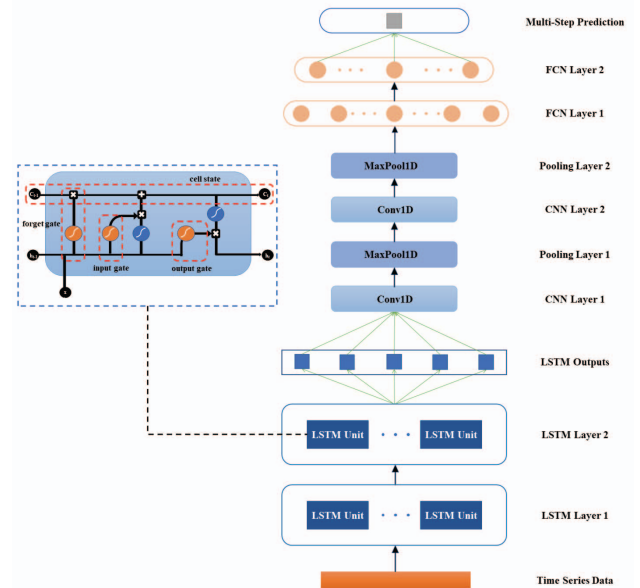 Multi-Step Prediction
FCN Layer 2
FCN Layer 1
MaxPool1D Pooling Layer 2
Conv1D CNN Layer 2
MaxPool1D Pooling Layer 1
Conv1D CNN Layer 1
cell state
forget gate
input gate
output gate
LSTM Outputs
LSTM Unit LSTM Unit LSTM Layer 2
LSTM Unit LSTM Unit LSTM Layer 1
Time Series Data